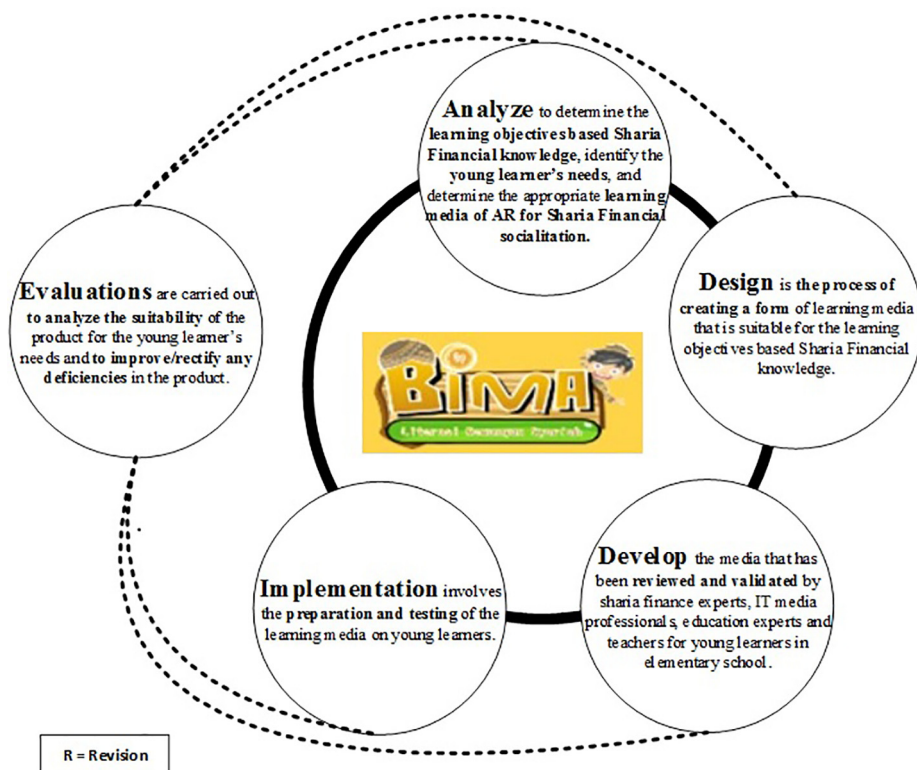 Analyze to determine the
learning objectives based Sharia
Financial knowledge, identify the
young learner's needs, and
determine the appropriate learning
media of AR for Sharia Financial
socialitation.
Evaluations are carried out
to analyze the suitability of the
product for the young learner's
needs and to improve/rectify any
deficiencies in the product.
Design is the process of
creating a form of learning media
that is suitable for the learning
objectives based Sharia Financial
knowledge.
BIMA
Literasi Keuangan Syariah
Implementation involves
the preparation and testing of the
learning media on young learners.
Develop the media that has
been reviewed and validated by
sharia finance experts, IT media
professionals, education experts and
teachers for young learners in
elementary school.
R = Revision